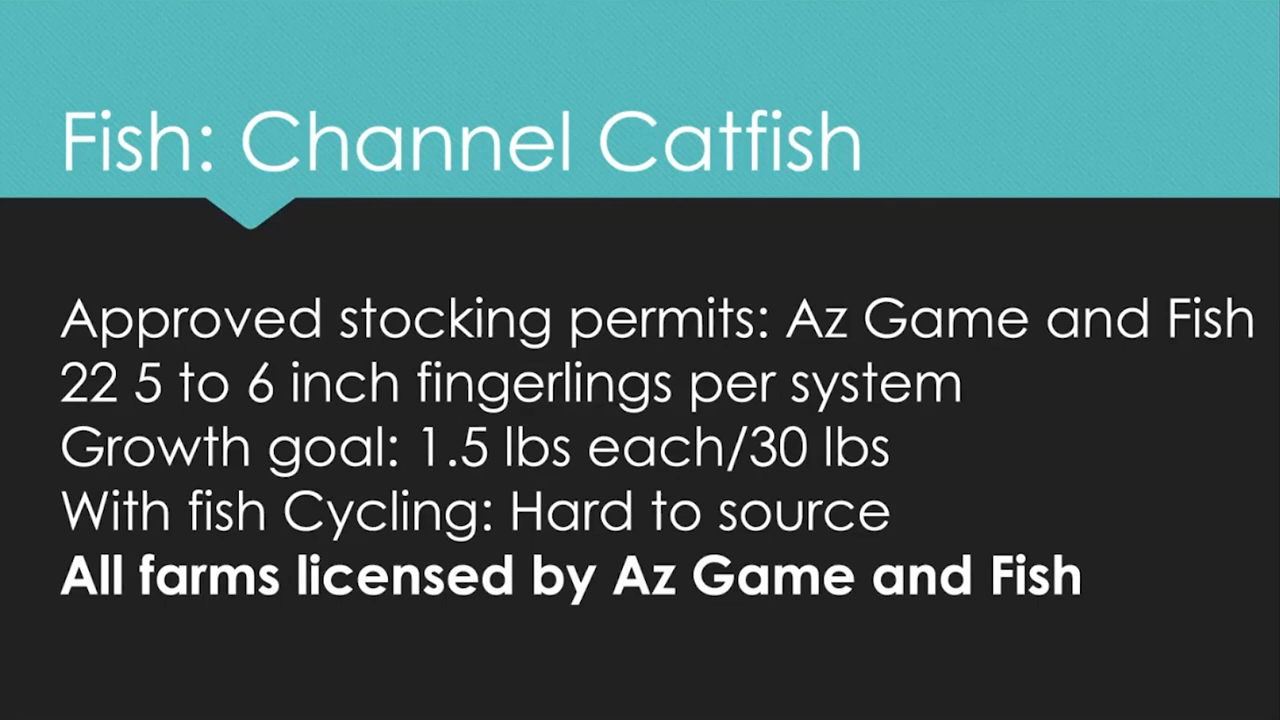 Fish: Channel Catfish
Approved stocking permits: Az Game and Fish
22 5 to 6 inch fingerlings per system
Growth goal: 1.5 lbs each/30 lbs
With fish Cycling: Hard to source
All farms licensed by Az Game and Fish